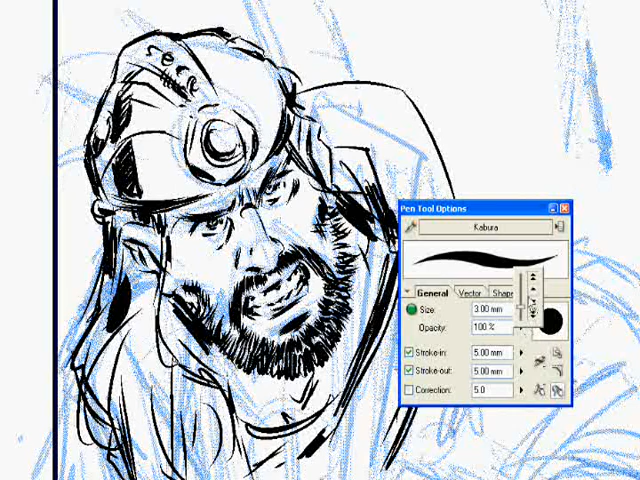 Pen Tool Options
Kabura
General Vector Shape
Size: 3.00 mm
Opacity: 100 %
Stroke-in: 5.00 mm
Stroke-out: 5.00 mm
Correction: 5.0